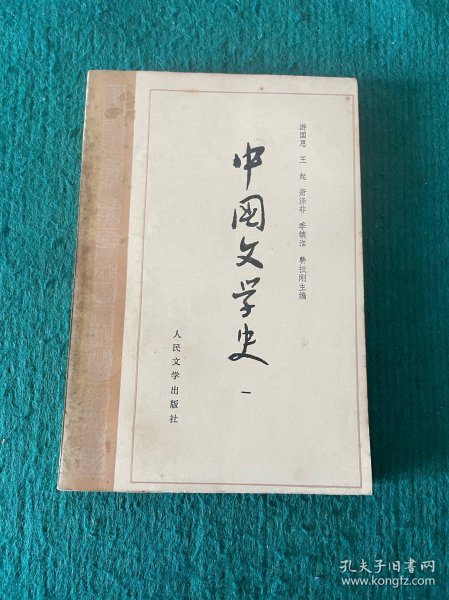 游国恩 王起 萧涤非 季镇淮 费振刚主编
中国文学史
一
人民文学出版社
孔夫子旧书网
www.kongfz.com